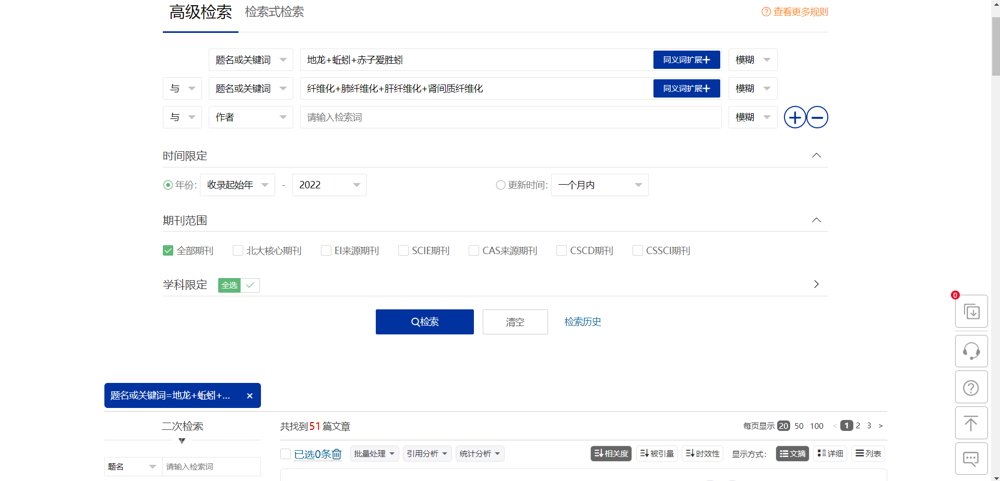 高级检索 检索式检索 查看更多规则
题名或关键词 地龙+蚯蚓+赤子爱胜蚓 同义词扩展+ 模糊
与 题名或关键词 纤维化+肺纤维化+肝纤维化+肾间质纤维化 同义词扩展+ 模糊
与 作者 请输入检索词 模糊
时间限定
年份: 收录起始年 - 2022 更新时间: 一个月内
期刊范围
全部期刊 北大核心期刊 EI来源期刊 SCIE期刊 CAS来源期刊 CSCD期刊 CSSCI期刊
学科限定 全选
检索 清空 检索历史
0
题名或关键词=地龙+蚯蚓+... ×
二次检索 共找到51篇文章 每页显示 20 50 100 < 1 2 3 >
已选0条 批量处理 引用分析 统计分析 相关度 被引量 时效性 显示方式: 文摘 详细 列表
题名 请输入检索词